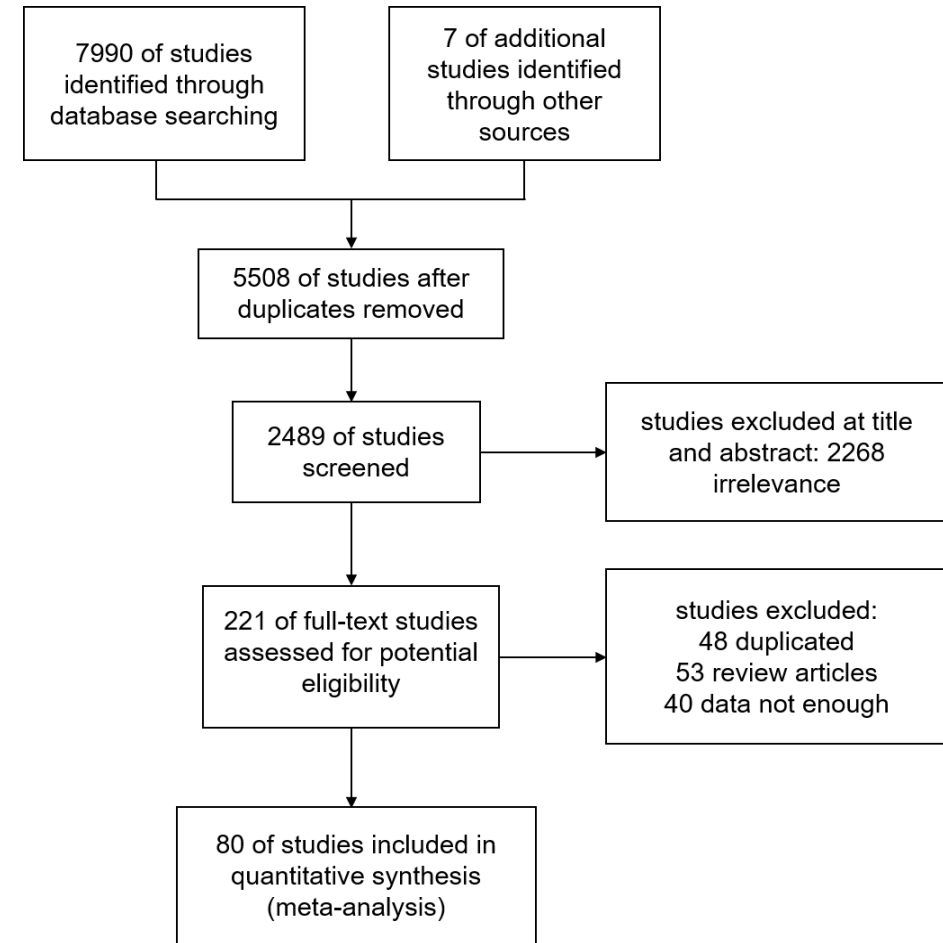 7990 of studies
identified through
database searching
7 of additional
studies identified
through other
sources
5508 of studies after
duplicates removed
2489 of studies
screened
studies excluded at title
and abstract: 2268
irrelevance
221 of full-text studies
assessed for potential
eligibility
studies excluded:
48 duplicated
53 review articles
40 data not enough
80 of studies included in
quantitative synthesis
(meta-analysis)